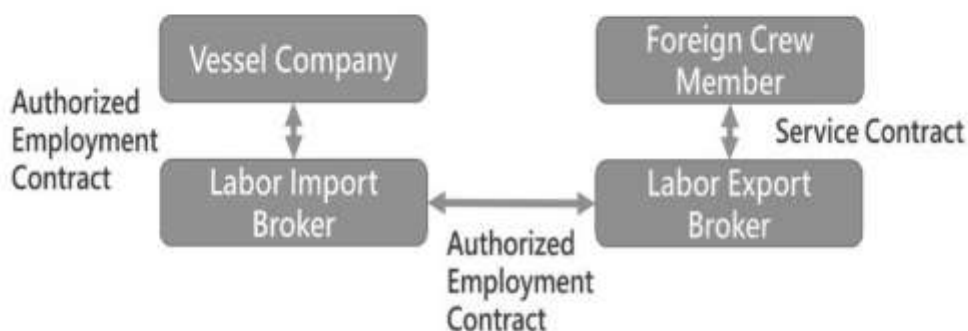 Vessel Company
Foreign Crew
Member
Authorized
Employment
Contract
Service Contract
Labor Import
Broker
Labor Export
Broker
Authorized
Employment
Contract